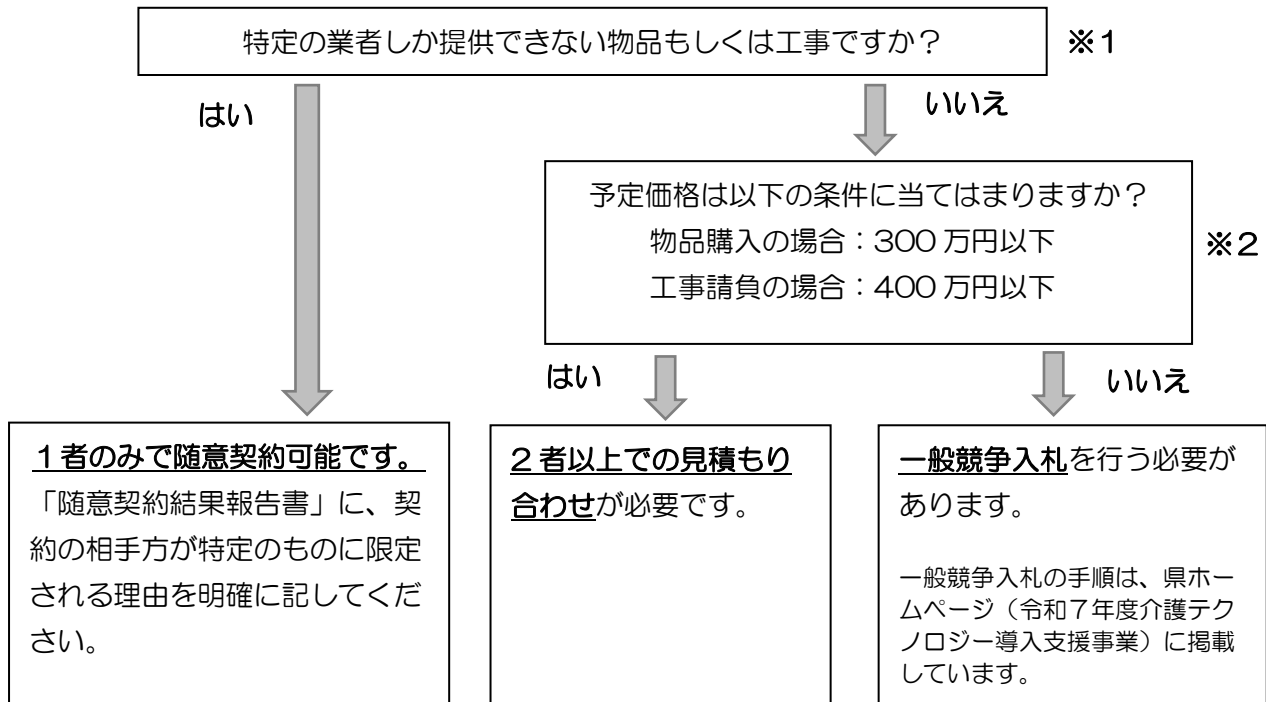 特定の業者しか提供できない物品もしくは工事ですか？
※１
はい
いいえ
予定価格は以下の条件に当てはまりますか？
物品購入の場合：300 万円以下
工事請負の場合：400 万円以下
※２
はい
いいえ
１者のみで随意契約可能です。
「随意契約結果報告書」に、契
約の相手方が特定のものに限定
される理由を明確に記してくだ
さい。
２者以上での見積もり
合わせが必要です。
一般競争入札を行う必要が
あります。
一般競争入札の手順は、県ホー
ムページ（令和７年度介護テク
ノロジー導入支援事業）に掲載
しています。